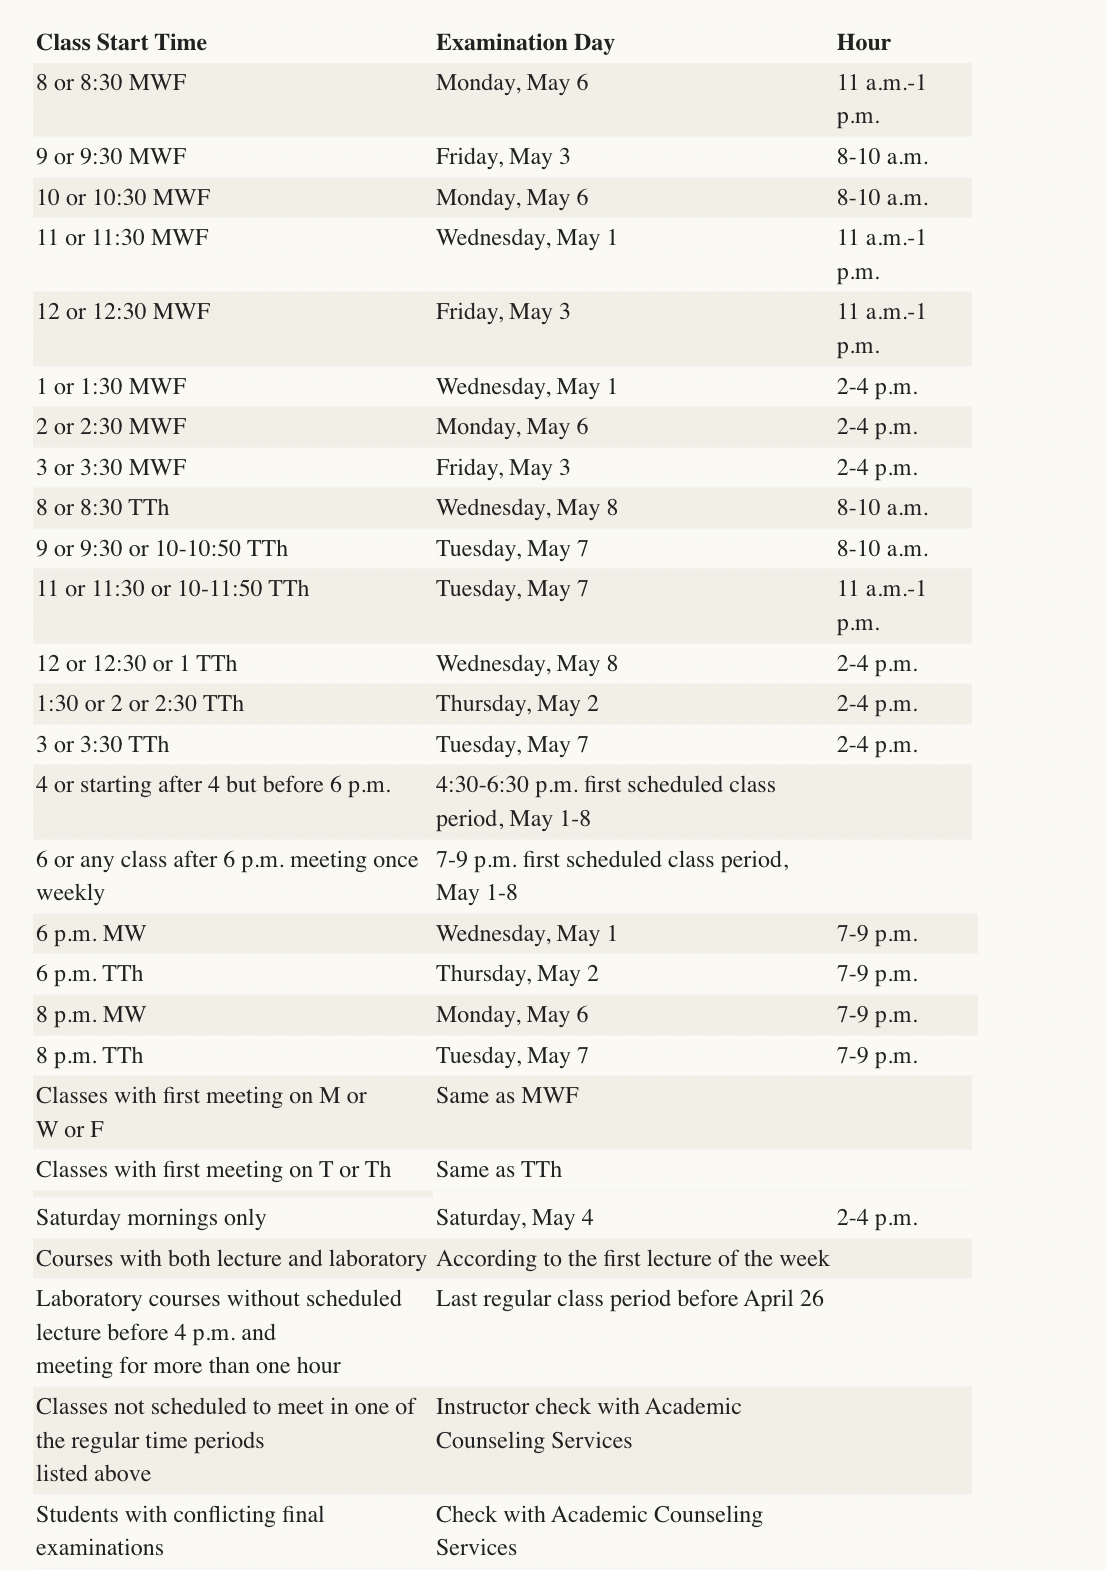 Class Start Time Examination Day Hour
8 or 8:30 MWF Monday, May 6 11 a.m.-1
p.m.
9 or 9:30 MWF Friday, May 3 8-10 a.m.
10 or 10:30 MWF Monday, May 6 8-10 a.m.
11 or 11:30 MWF Wednesday, May 1 11 a.m.-1
p.m.
12 or 12:30 MWF Friday, May 3 11 a.m.-1
p.m.
1 or 1:30 MWF Wednesday, May 1 2-4 p.m.
2 or 2:30 MWF Monday, May 6 2-4 p.m.
3 or 3:30 MWF Friday, May 3 2-4 p.m.
8 or 8:30 TTh Wednesday, May 8 8-10 a.m.
9 or 9:30 or 10-10:50 TTh Tuesday, May 7 8-10 a.m.
11 or 11:30 or 10-11:50 TTh Tuesday, May 7 11 a.m.-1
p.m.
12 or 12:30 or 1 TTh Wednesday, May 8 2-4 p.m.
1:30 or 2 or 2:30 TTh Thursday, May 2 2-4 p.m.
3 or 3:30 TTh Tuesday, May 7 2-4 p.m.
4 or starting after 4 but before 6 p.m. 4:30-6:30 p.m. first scheduled class
period, May 1-8
6 or any class after 6 p.m. meeting once 7-9 p.m. first scheduled class period,
weekly May 1-8
6 p.m. MW Wednesday, May 1 7-9 p.m.
6 p.m. TTh Thursday, May 2 7-9 p.m.
8 p.m. MW Monday, May 6 7-9 p.m.
8 p.m. TTh Tuesday, May 7 7-9 p.m.
Classes with first meeting on M or Same as MWF
W or F
Classes with first meeting on T or Th Same as TTh
Saturday mornings only Saturday, May 4 2-4 p.m.
Courses with both lecture and laboratory According to the first lecture of the week
Laboratory courses without scheduled Last regular class period before April 26
lecture before 4 p.m. and
meeting for more than one hour
Classes not scheduled to meet in one of Instructor check with Academic
the regular time periods Counseling Services
listed above
Students with conflicting final Check with Academic Counseling
examinations Services